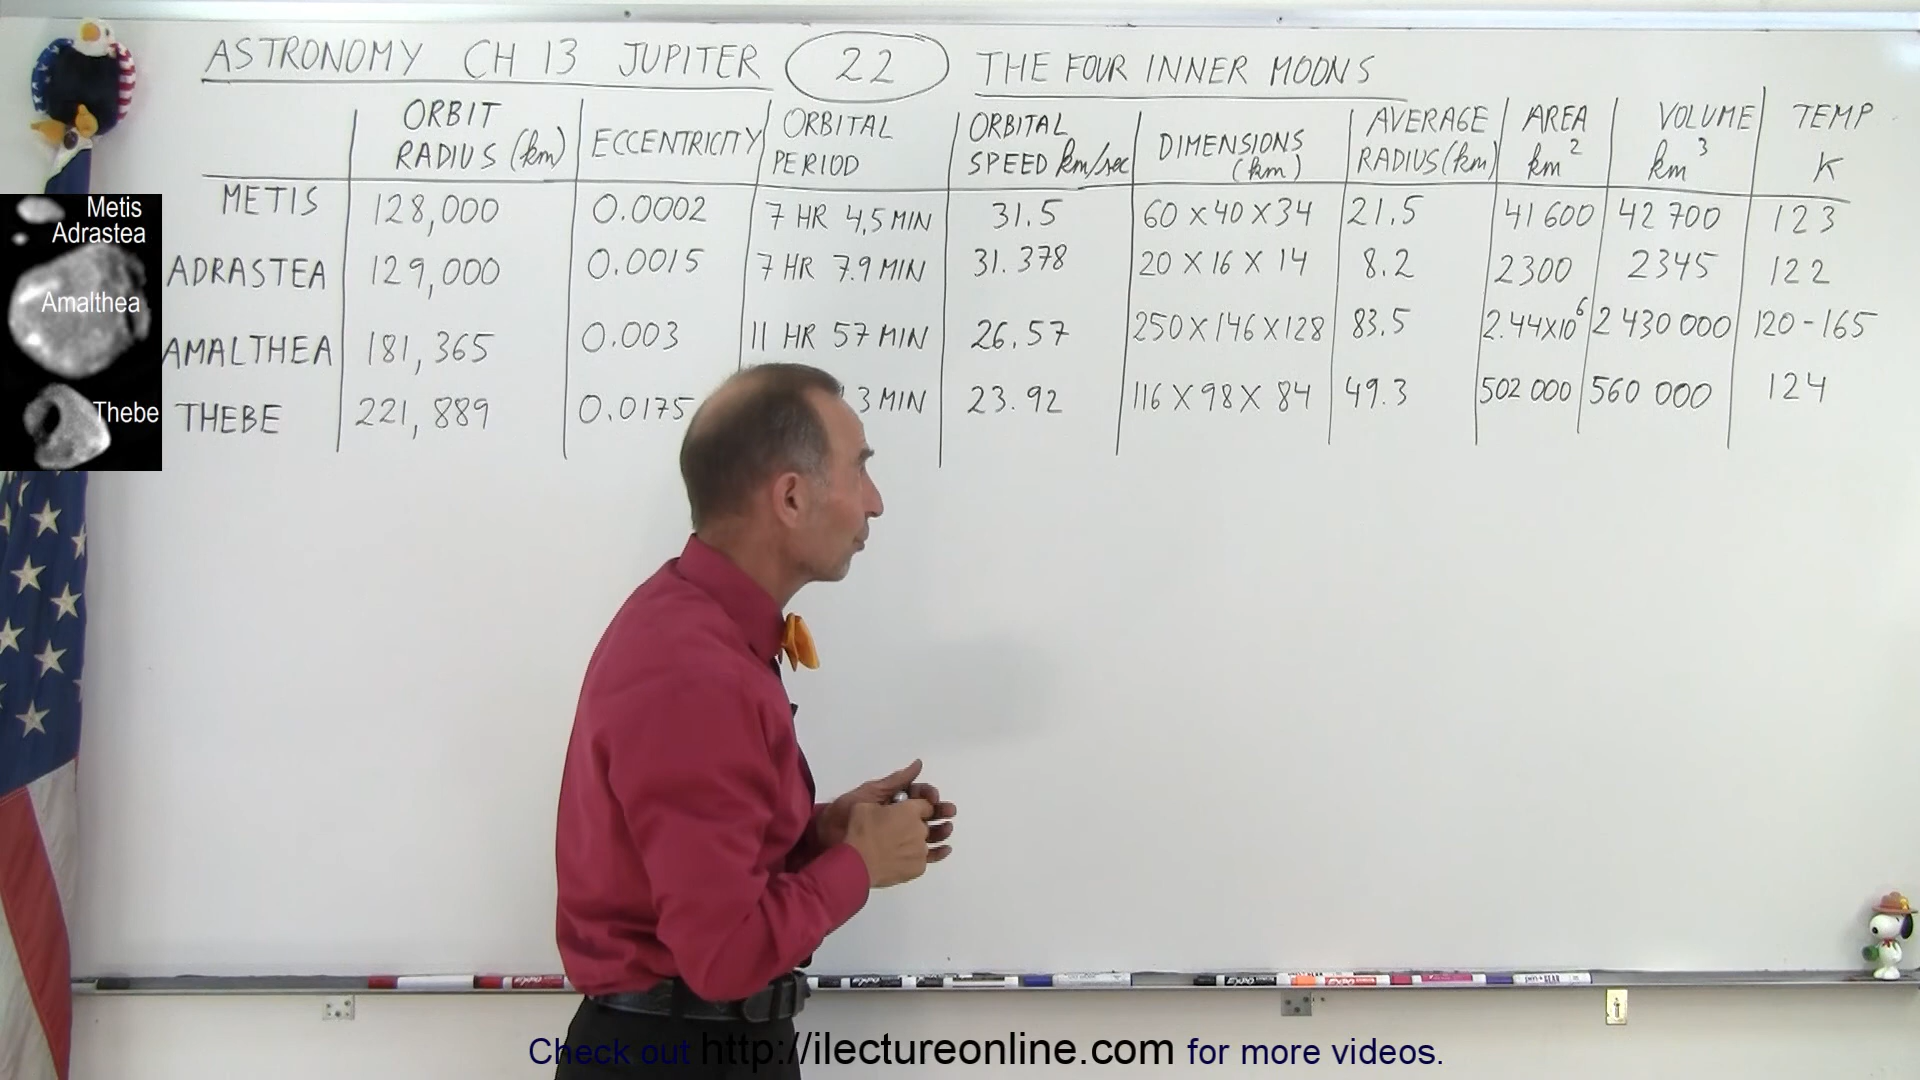 ASTRONOMY CH 13 JUPITER 22 THE FOUR INNER MOONS
ORBIT RADIUS (km) ECCENTRICITY ORBITAL PERIOD ORBITAL SPEED km/sec DIMENSIONS (km) AVERAGE RADIUS (km) AREA km² VOLUME km³ TEMP K
METIS 128,000 0.0002 7 HR 4.5 MIN 31.5 60 x 40 x 34 21.5 41 600 42 700 123
ADRASTEA 129,000 0.0015 7 HR 7.9 MIN 31.378 20 x 16 x 14 8.2 2300 2345 122
AMALTHEA 181,365 0.003 11 HR 57 MIN 26.57 250 x 146 x 128 83.5 2.44x10⁶ 2 430 000 120 - 165
THEBE 221,889 0.0175 3 MIN 23.92 116 x 98 x 84 49.3 502 000 560 000 124
Metis
Adrastea
Amalthea
Thebe
Check out http://ilectureonline.com for more videos.